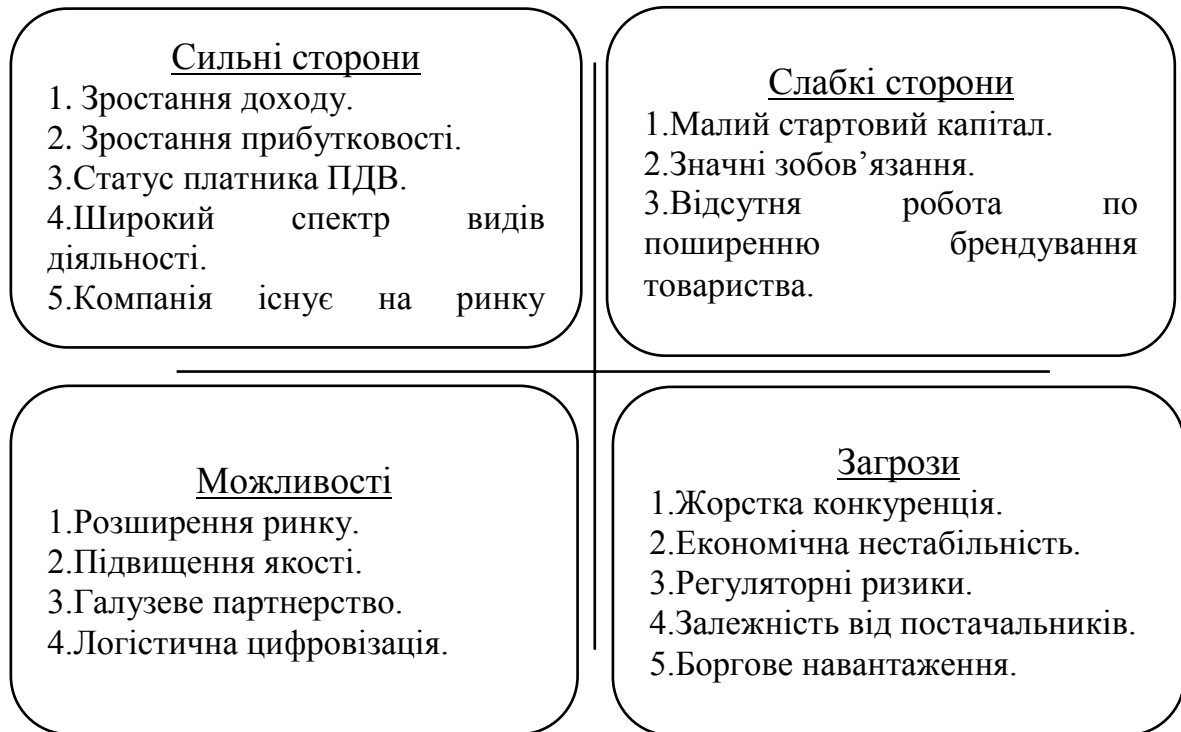 Сильні сторони
1. Зростання доходу.
2. Зростання прибутковості.
3.Статус платника ПДВ.
4.Широкий спектр видів
діяльності.
5.Компанія існує на ринку
Слабкі сторони
1.Малий стартовий капітал.
2.Значні зобов’язання.
3.Відсутня робота по
поширенню брендування
товариства.
Можливості
1.Розширення ринку.
2.Підвищення якості.
3.Галузеве партнерство.
4.Логістична цифровізація.
Загрози
1.Жорстка конкуренція.
2.Економічна нестабільність.
3.Регуляторні ризики.
4.Залежність від постачальників.
5.Боргове навантаження.